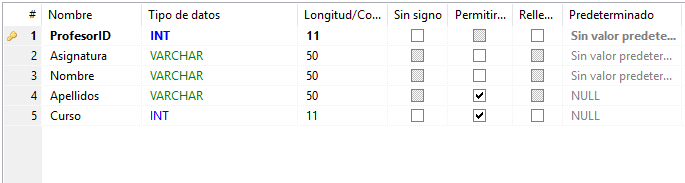 # Nombre Tipo de datos Longitud/Co... Sin signo Permitir... Relle... Predeterminado
1 ProfesorID INT 11 Sin valor predete...
2 Asignatura VARCHAR 50 Sin valor predeter...
3 Nombre VARCHAR 50 Sin valor predeter...
4 Apellidos VARCHAR 50 NULL
5 Curso INT 11 NULL